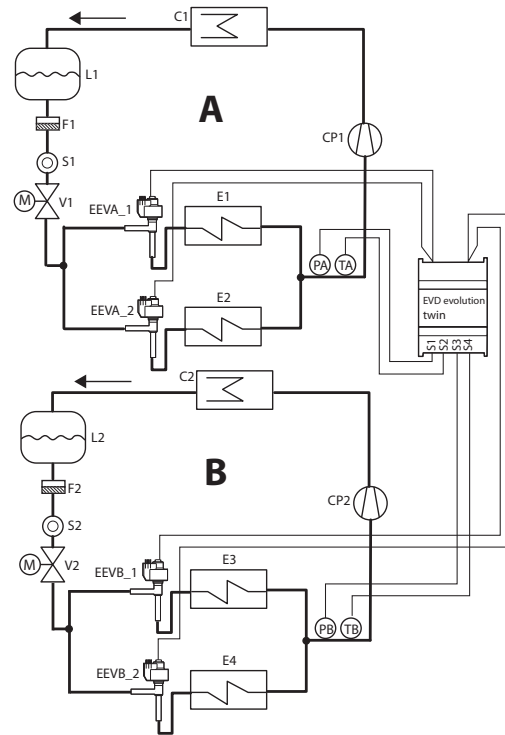 C1
L1
A
F1
CP1
S1
M
V1
EEVA_1
E1
PA
TA
EVD evolution
twin
EEVA_2
E2
S1
S2
S3
S4
C2
L2
B
F2
CP2
S2
M
V2
EEVB_1
E3
PB
TB
EEVB_2
E4